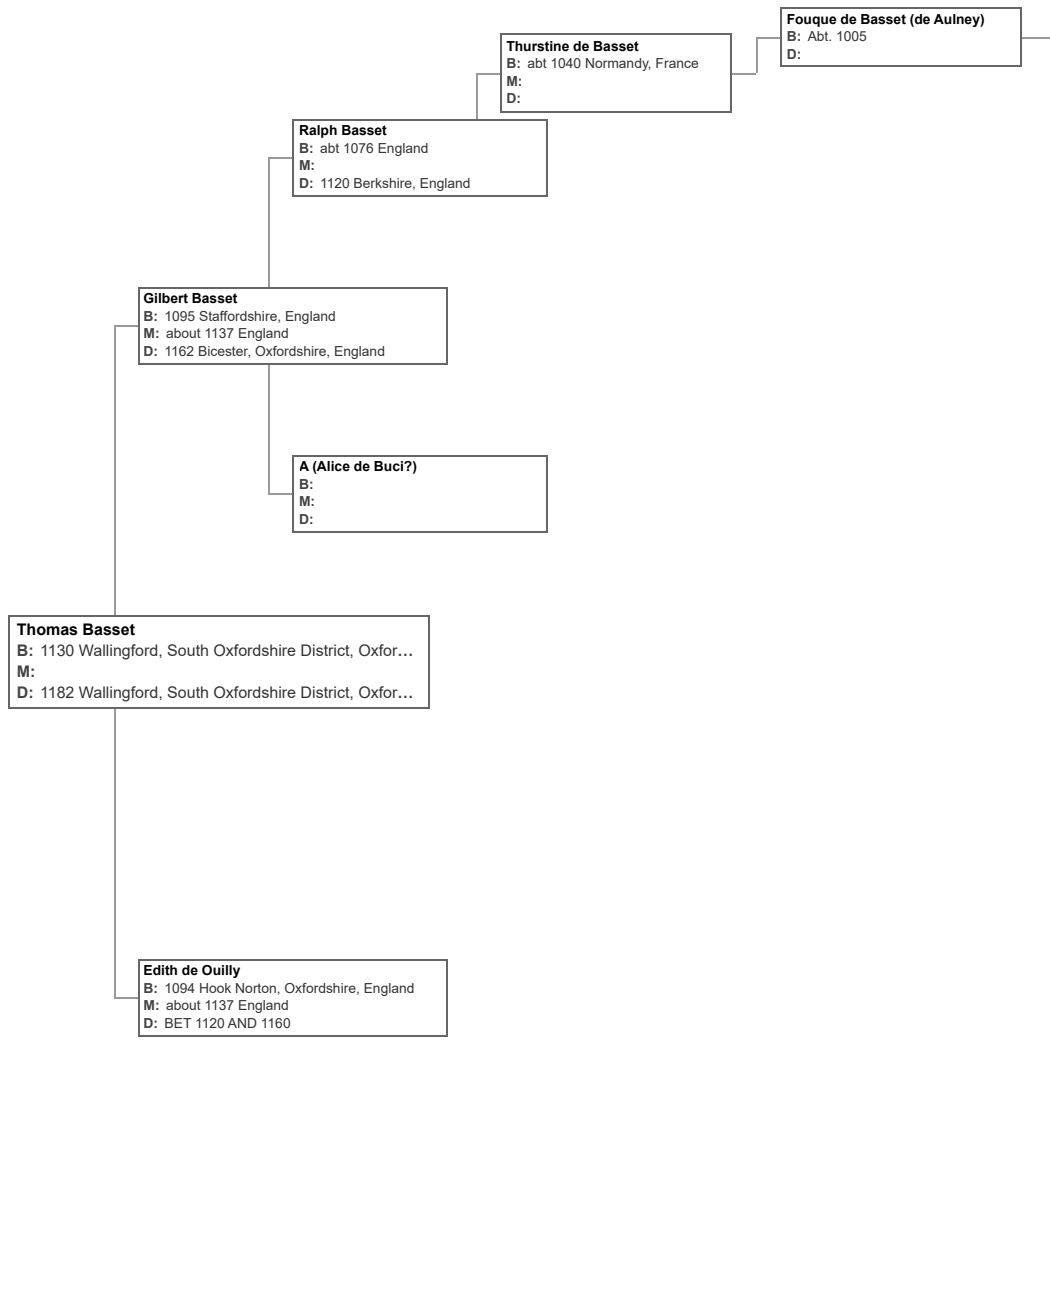 Fouque de Basset (de Aulney)
B: Abt. 1005
D:
Thurstine de Basset
B: abt 1040 Normandy, France
M:
D:
Ralph Basset
B: abt 1076 England
M:
D: 1120 Berkshire, England
Gilbert Basset
B: 1095 Staffordshire, England
M: about 1137 England
D: 1162 Bicester, Oxfordshire, England
A (Alice de Buci?)
B:
M:
D:
Thomas Basset
B: 1130 Wallingford, South Oxfordshire District, Oxfor...
M:
D: 1182 Wallingford, South Oxfordshire District, Oxfor...
Edith de Ouilly
B: 1094 Hook Norton, Oxfordshire, England
M: about 1137 England
D: BET 1120 AND 1160